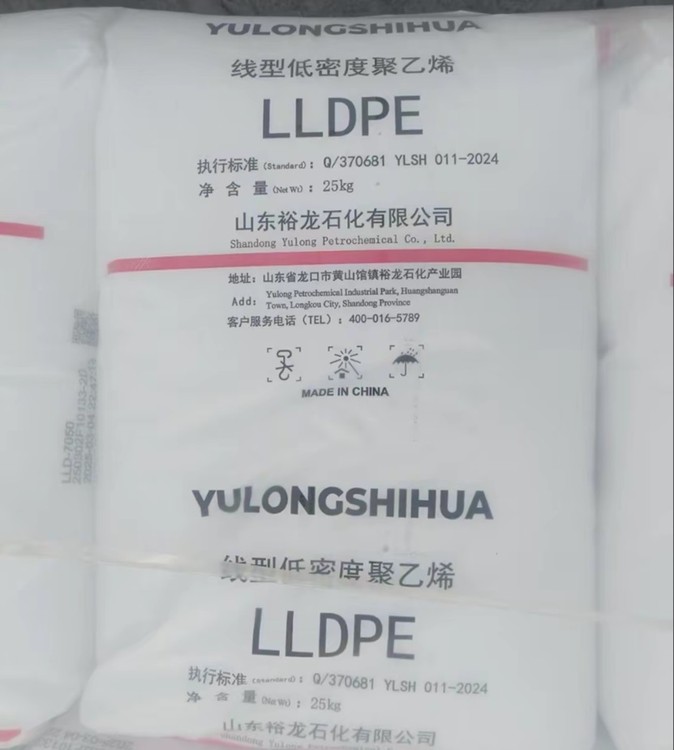 YULONGSHIHUA
线型低密度聚乙烯
LLDPE
执行标准 (Standard)：Q/370681 YLSH 011-2024
净 含 量 (Net Wt)：25kg
山东裕龙石化有限公司
Shandong Yulong Petrochemical Co., Ltd.
地址：山东省龙口市黄山馆镇裕龙石化产业园
Add: Yulong Petrochemical Industrial Park, Huangshanguan
Town, Longkou City, Shandong Province
客户服务电话（TEL）：400-016-5789
MADE IN CHINA
LLD-7050
YULONGSHIHUA
线型低密度聚乙烯
LLDPE
执行标准 (Standard)：Q/370681 YLSH 011-2024
净 含 量 (Net Wt)：25kg
山东裕龙石化有限公司